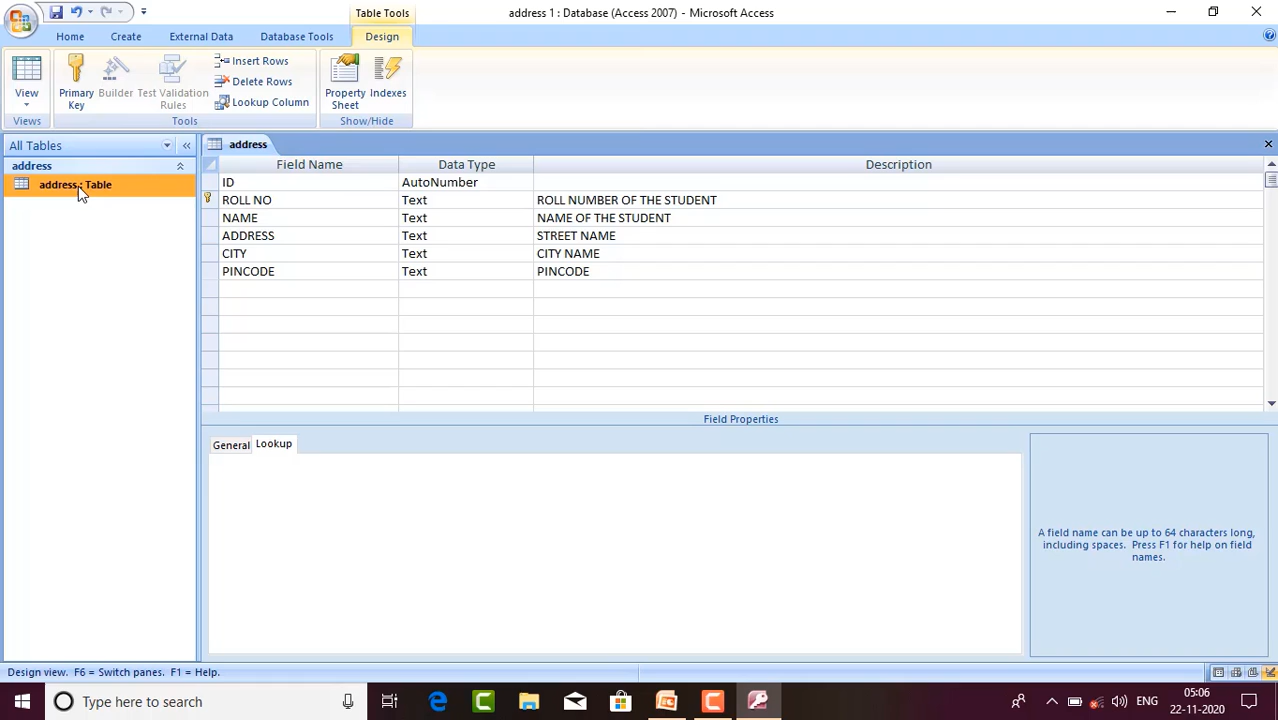 Table Tools
address 1 : Database (Access 2007) - Microsoft Access
Home Create External Data Database Tools Design
View
Views
Primary Key
Builder
Test Validation Rules
Insert Rows
Delete Rows
Lookup Column
Tools
Property Sheet
Indexes
Show/Hide
All Tables
address
address : Table
address
Field Name Data Type Description
ID AutoNumber
ROLL NO Text ROLL NUMBER OF THE STUDENT
NAME Text NAME OF THE STUDENT
ADDRESS Text STREET NAME
CITY Text CITY NAME
PINCODE Text PINCODE
Field Properties
General Lookup
A field name can be up to 64 characters long,
including spaces. Press F1 for help on field
names.
Design view. F6 = Switch panes. F1 = Help.
Type here to search
ENG
05:06
22-11-2020